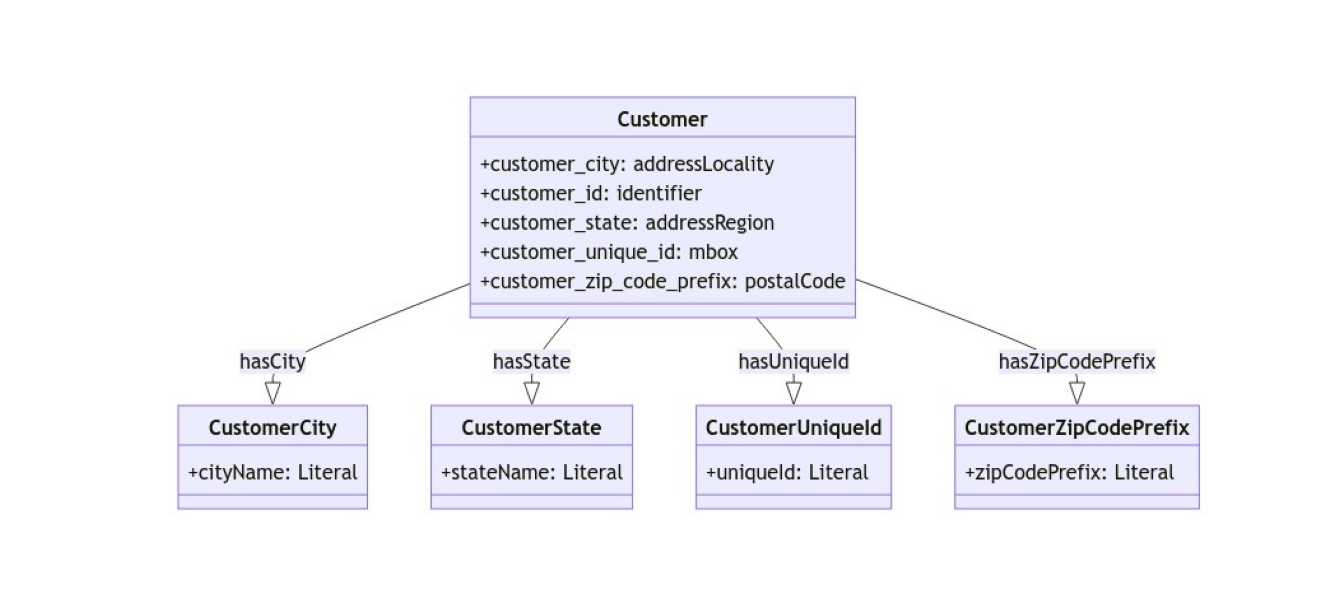 Customer
+customer_city: addressLocality
+customer_id: identifier
+customer_state: addressRegion
+customer_unique_id: mbox
+customer_zip_code_prefix: postalCode
hasCity
hasState
hasUniqueId
hasZipCodePrefix
CustomerCity
+cityName: Literal
CustomerState
+stateName: Literal
CustomerUniqueId
+uniqueId: Literal
CustomerZipCodePrefix
+zipCodePrefix: Literal